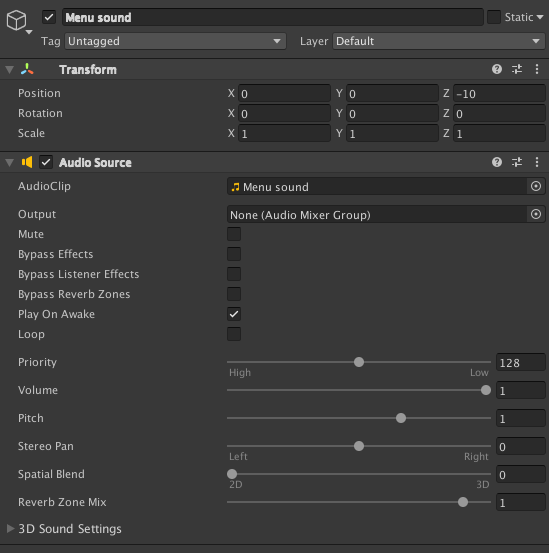 Menu sound Static
Tag Untagged Layer Default
Transform
Position X 0 Y 0 Z -10
Rotation X 0 Y 0 Z 0
Scale X 1 Y 1 Z 1
Audio Source
AudioClip Menu sound
Output None (Audio Mixer Group)
Mute
Bypass Effects
Bypass Listener Effects
Bypass Reverb Zones
Play On Awake
Loop
Priority 128
High Low
Volume 1
Pitch 1
Stereo Pan 0
Left Right
Spatial Blend 0
2D 3D
Reverb Zone Mix 1
3D Sound Settings